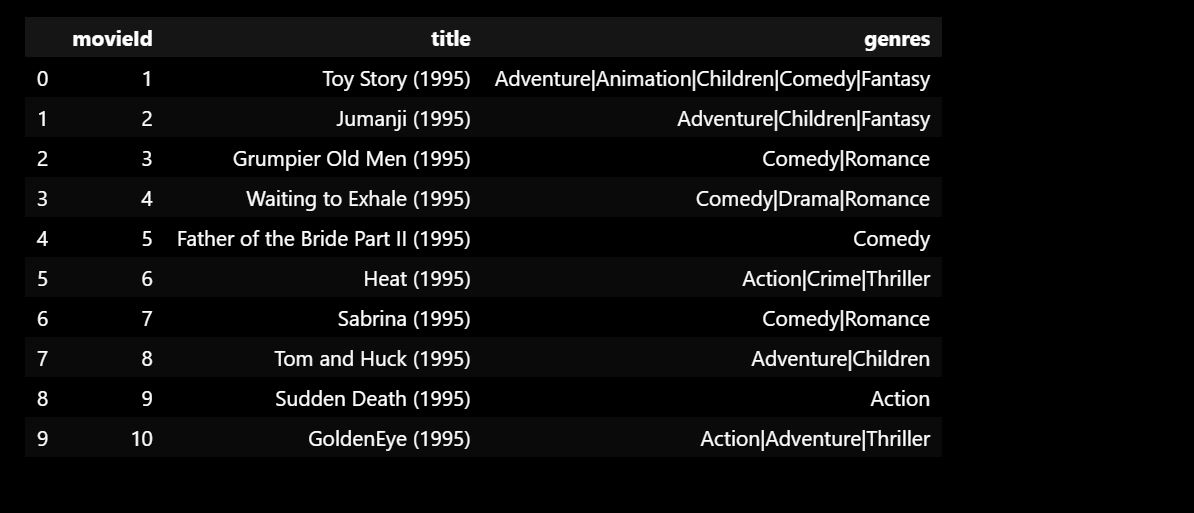 movieId title genres
0 1 Toy Story (1995) Adventure|Animation|Children|Comedy|Fantasy
1 2 Jumanji (1995) Adventure|Children|Fantasy
2 3 Grumpier Old Men (1995) Comedy|Romance
3 4 Waiting to Exhale (1995) Comedy|Drama|Romance
4 5 Father of the Bride Part II (1995) Comedy
5 6 Heat (1995) Action|Crime|Thriller
6 7 Sabrina (1995) Comedy|Romance
7 8 Tom and Huck (1995) Adventure|Children
8 9 Sudden Death (1995) Action
9 10 GoldenEye (1995) Action|Adventure|Thriller